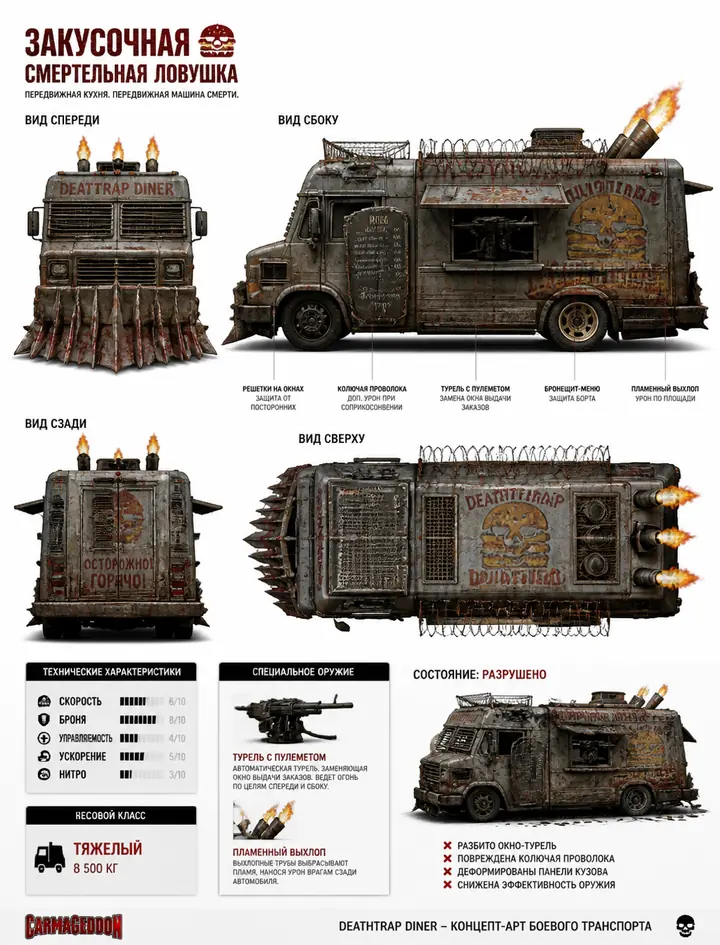 ЗАКУСОЧНАЯ
СМЕРТЕЛЬНАЯ ЛОВУШКА
ПЕРЕДВИЖНАЯ КУХНЯ. ПЕРЕДВИЖНАЯ МАШИНА СМЕРТИ.
ВИД СПЕРЕДИ
ВИД СБОКУ
DEATTRAP DINER
РЕШЕТКИ НА ОКНАХ
ЗАЩИТА ОТ
ПОСТОРОННИХ
КОЛЮЧАЯ ПРОВОЛОКА
ДОП. УРОН ПРИ
СОПРИКОСОНВЕНИИ
ТУРЕЛЬ С ПУЛЕМЕТОМ
ЗАМЕНА ОКНА ВЫДАЧИ
ЗАКАЗОВ
БРОНЕЩИТ-МЕНЮ
ЗАЩИТА БОРТА
ПЛАМЕННЫЙ ВЫХЛОП
УРОН ПО ПЛОЩАДИ
ВИД СЗАДИ
ВИД СВЕРХУ
ОСТОРОЖНО!
ГОРЯЧО!
ТЕХНИЧЕСКИЕ ХАРАКТЕРИСТИКИ
СКОРОСТЬ 6/10
БРОНЯ 8/10
УПРАВЛЯЕМОСТЬ 4/10
УСКОРЕНИЕ 5/10
НИТРО 3/10
ВЕСОВОЙ КЛАСС
ТЯЖЕЛЫЙ
8 500 КГ
СПЕЦИАЛЬНОЕ ОРУЖИЕ
ТУРЕЛЬ С ПУЛЕМЕТОМ
АВТОМАТИЧЕСКАЯ ТУРЕЛЬ, ЗАМЕНЯЮЩАЯ
ОКНО ВЫДАЧИ ЗАКАЗОВ. ВЕДЕТ ОГОНЬ
ПО ЦЕЛЯМ СПЕРЕДИ И СБОКУ.
ПЛАМЕННЫЙ ВЫХЛОП
ВЫХЛОПНЫЕ ТРУБЫ ВЫБРАСЫВАЮТ
ПЛАМЯ, НАНОСЯ УРОН ВРАГАМ СЗАДИ
АВТОМОБИЛЯ.
СОСТОЯНИЕ: РАЗРУШЕНО
РАЗБИТО ОКНО-ТУРЕЛЬ
ПОВРЕЖДЕНА КОЛЮЧАЯ ПРОВОЛОКА
ДЕФОРМИРОВАНЫ ПАНЕЛИ КУЗОВА
СНИЖЕНА ЭФФЕКТИВНОСТЬ ОРУЖИЯ
CARMAGEDDON
DEATHTRAP DINER – КОНЦЕПТ-АРТ БОЕВОГО ТРАНСПОРТА